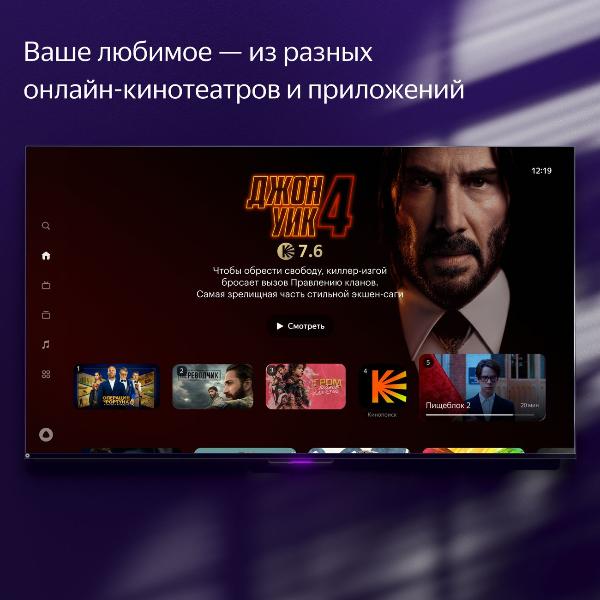 Ваше любимое — из разных
онлайн-кинотеатров и приложений
12:19
ДЖОН
УИК 4
7.6
Чтобы обрести свободу, киллер-изгой
бросает вызов Правлению кланов.
Самая зрелищная часть стильной экшен-саги
Смотреть
1
ОПЕРАЦИЯ
ФОРТУНА
2
ПЕРЕВОДЧИК
3
ГРОМ
4
Кинопоиск
5
Пищеблок 2
20 мин